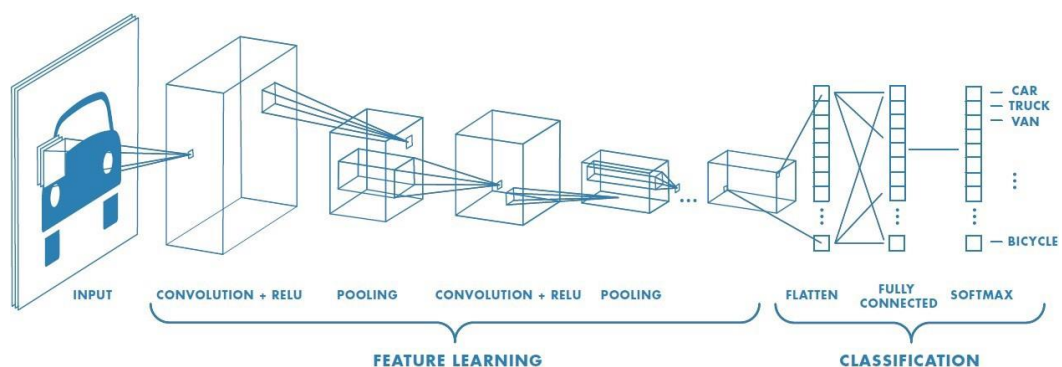 CAR
TRUCK
VAN
BICYCLE
INPUT
CONVOLUTION + RELU
POOLING
CONVOLUTION + RELU
POOLING
FLATTEN
FULLY
CONNECTED
SOFTMAX
FEATURE LEARNING
CLASSIFICATION